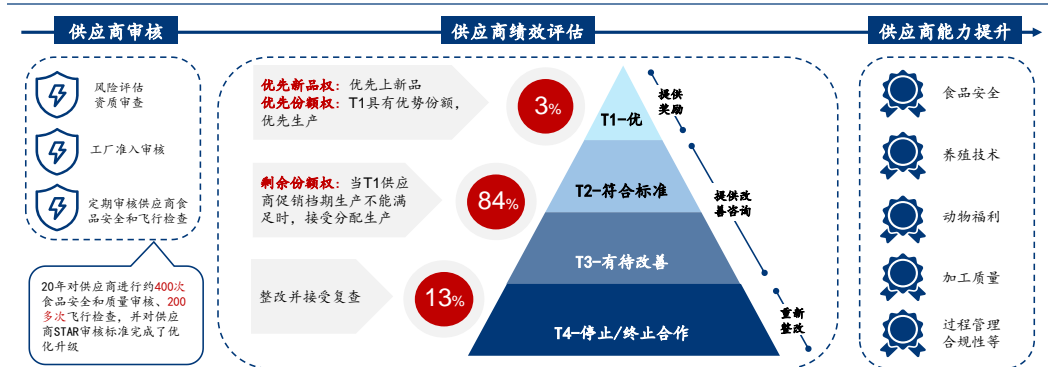 供应商审核
供应商绩效评估
供应商能力提升
风险评估
资质审查
工厂准入审核
定期审核供应商食
品安全和飞行检查
20年对供应商进行约400次
食品安全和质量审核、200
多次飞行检查，并对供应
商STAR审核标准完成了优
化升级
优先新品权：优先上新品
优先份额权：T1具有优势份额，
优先生产
3%
剩余份额权：当T1供应
商促销档期生产不能满
足时，接受分配生产
84%
整改并接受复查
13%
T1-优
T2-符合标准
T3-有待改善
T4-停止/终止合作
提供
奖励
提供改
善咨询
重新
整改
食品安全
养殖技术
动物福利
加工质量
过程管理
合规性等